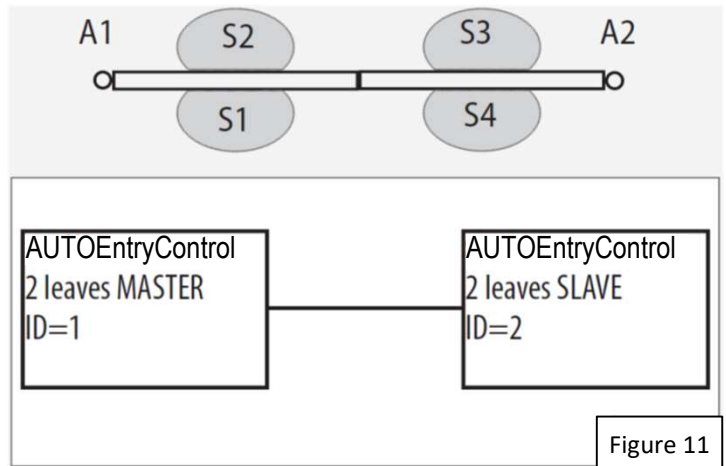 A1 S2 S3 A2
S1 S4
AUTOEntryControl
2 leaves MASTER
ID=1
AUTOEntryControl
2 leaves SLAVE
ID=2
Figure 11